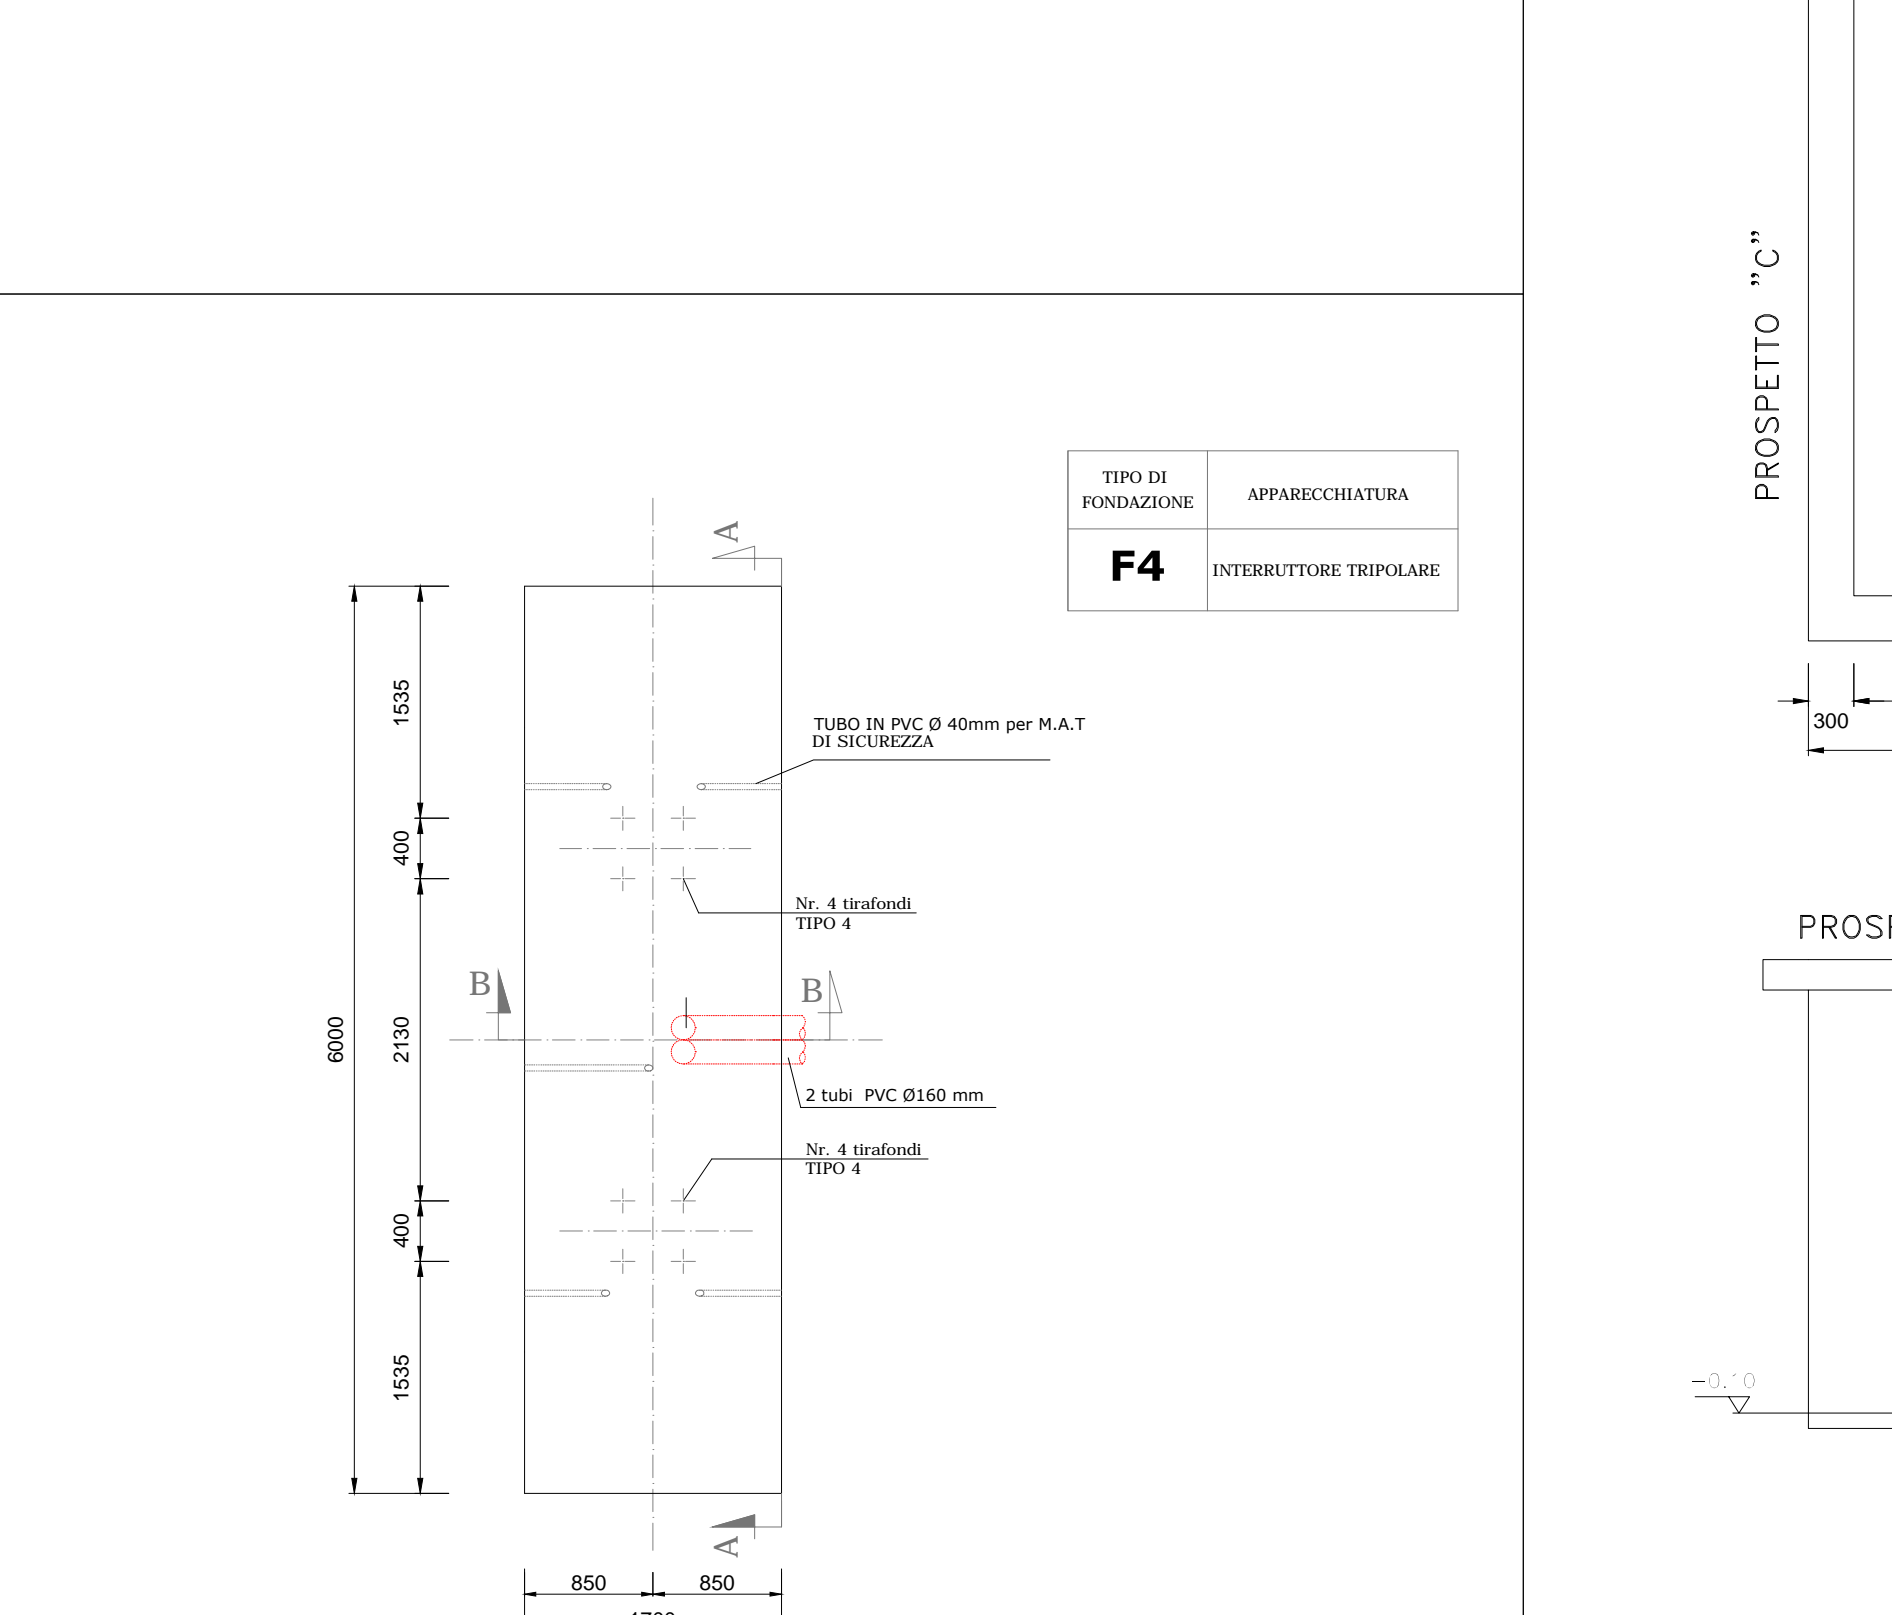 PROSPETTO "C"
TIPO DI
FONDAZIONE
APPARECCHIATURA
F4
INTERRUTTORE TRIPOLARE
A
1535
300
TUBO IN PVC Ø 40mm per M.A.T
DI SICUREZZA
400
Nr. 4 tirafondi
TIPO 4
B
B
6000
2130
2 tubi PVC Ø160 mm
Nr. 4 tirafondi
TIPO 4
400
1535
A
850
850